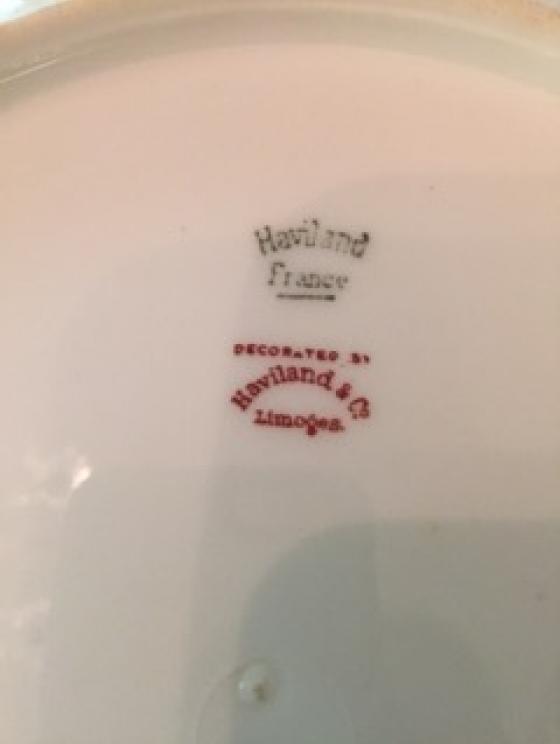 Haviland
France
DECORATED BY
Haviland & Co
Limoges.